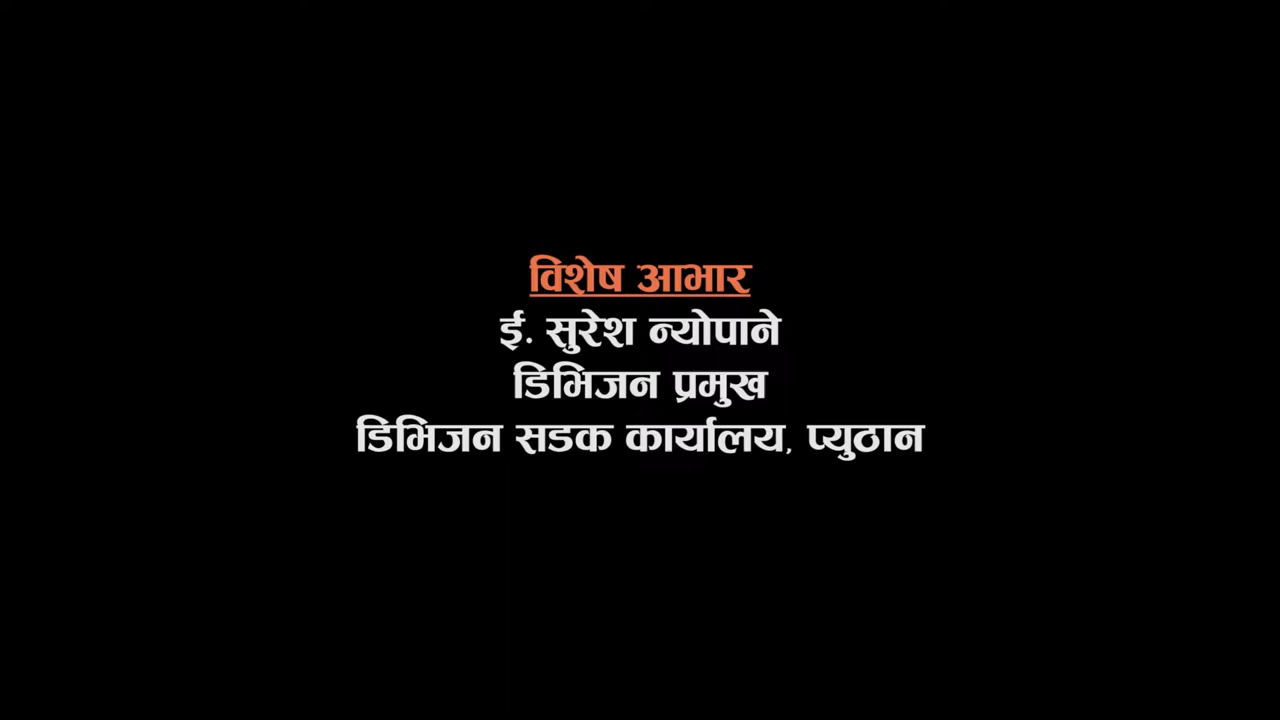 विशेष आभार
ई. सुरेश न्योपाने
डिभिजन प्रमुख
डिभिजन सडक कार्यालय, प्युठान